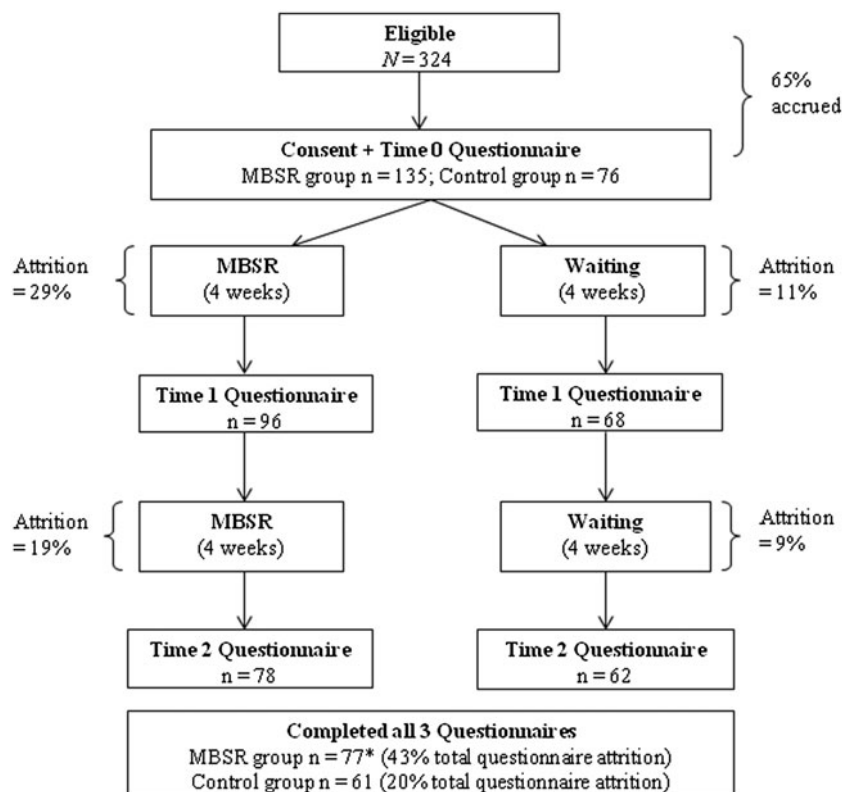 Eligible
N = 324
65%
accrued
Consent + Time 0 Questionnaire
MBSR group n = 135; Control group n = 76
Attrition
= 29%
MBSR
(4 weeks)
Waiting
(4 weeks)
Attrition
= 11%
Time 1 Questionnaire
n = 96
Time 1 Questionnaire
n = 68
Attrition
= 19%
MBSR
(4 weeks)
Waiting
(4 weeks)
Attrition
= 9%
Time 2 Questionnaire
n = 78
Time 2 Questionnaire
n = 62
Completed all 3 Questionnaires
MBSR group n = 77* (43% total questionnaire attrition)
Control group n = 61 (20% total questionnaire attrition)